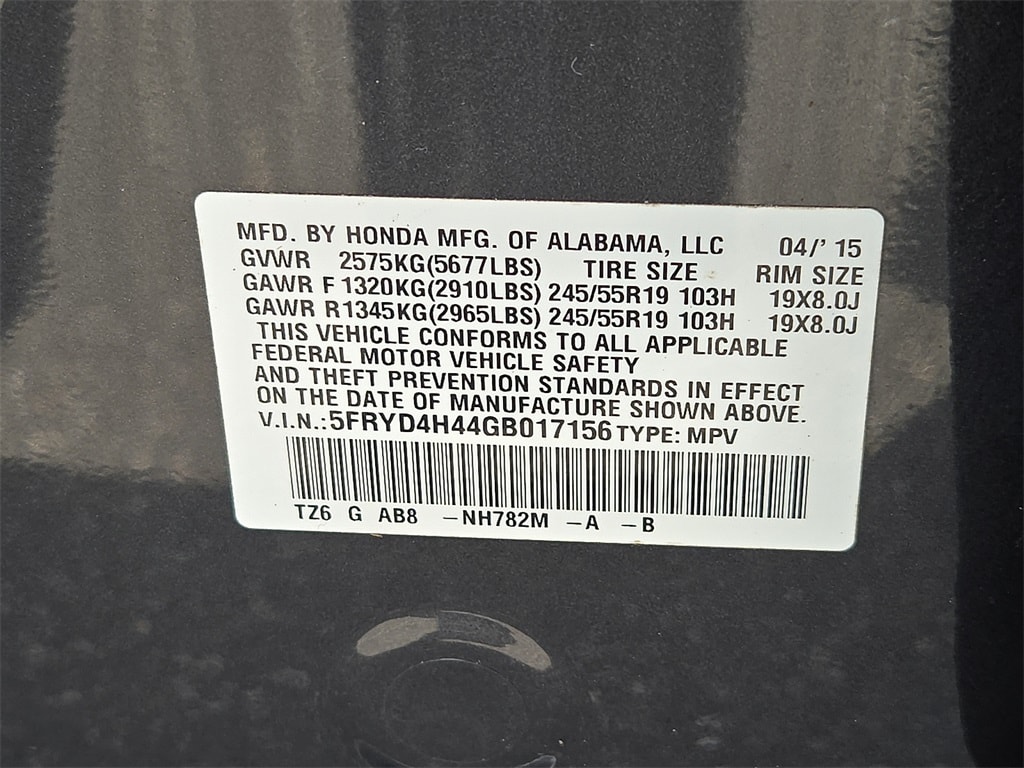 MFD. BY HONDA MFG. OF ALABAMA, LLC 04/' 15
GVWR 2575KG(5677LBS) TIRE SIZE RIM SIZE
GAWR F 1320KG(2910LBS) 245/55R19 103H 19X8.0J
GAWR R 1345KG(2965LBS) 245/55R19 103H 19X8.0J
THIS VEHICLE CONFORMS TO ALL APPLICABLE
FEDERAL MOTOR VEHICLE SAFETY
AND THEFT PREVENTION STANDARDS IN EFFECT
ON THE DATE OF MANUFACTURE SHOWN ABOVE.
V.I.N.:5FRYD4H44GB017156 TYPE: MPV
TZ6 G AB8 –NH782M –A –B